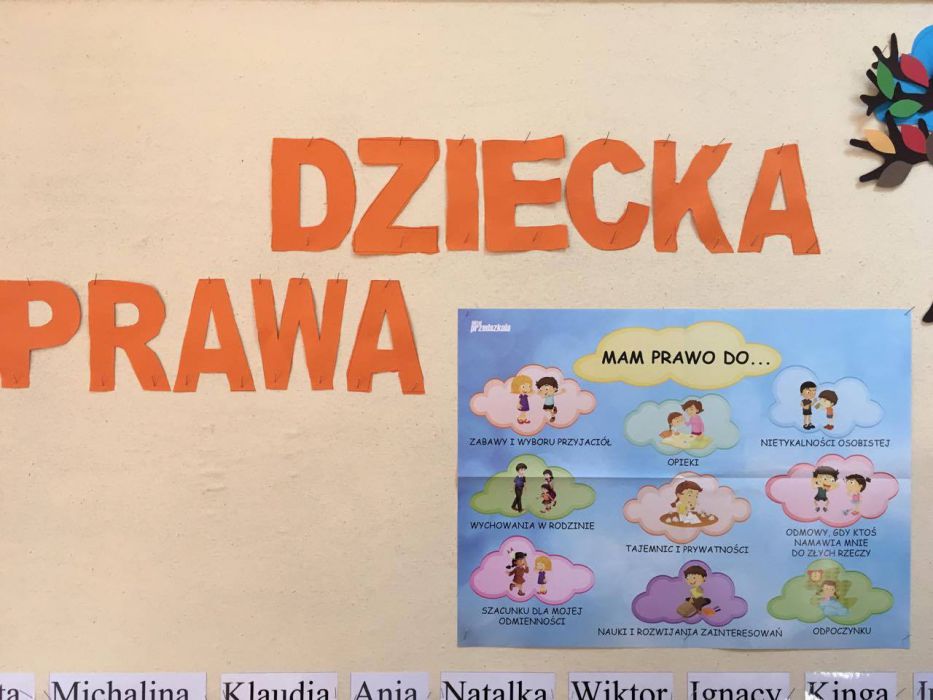 DZIECKA
PRAWA
przedszkola
MAM PRAWO DO...
ZABAWY I WYBORU PRZYJACIÓŁ
OPIEKI
NIETYKALNOŚCI OSOBISTEJ
WYCHOWANIA W RODZINIE
TAJEMNIC I PRYWATNOŚCI
ODMOWY, GDY KTOŚ
NAMAWIA MNIE
DO ZŁYCH RZECZY
SZACUNKU DLA MOJEJ
ODMIENNOŚCI
NAUKI I ROZWIJANIA ZAINTERESOWAŃ
ODPOCZYNKU
ta Michalina Klaudia Ania Natalka Wiktor Ignacy Kinga